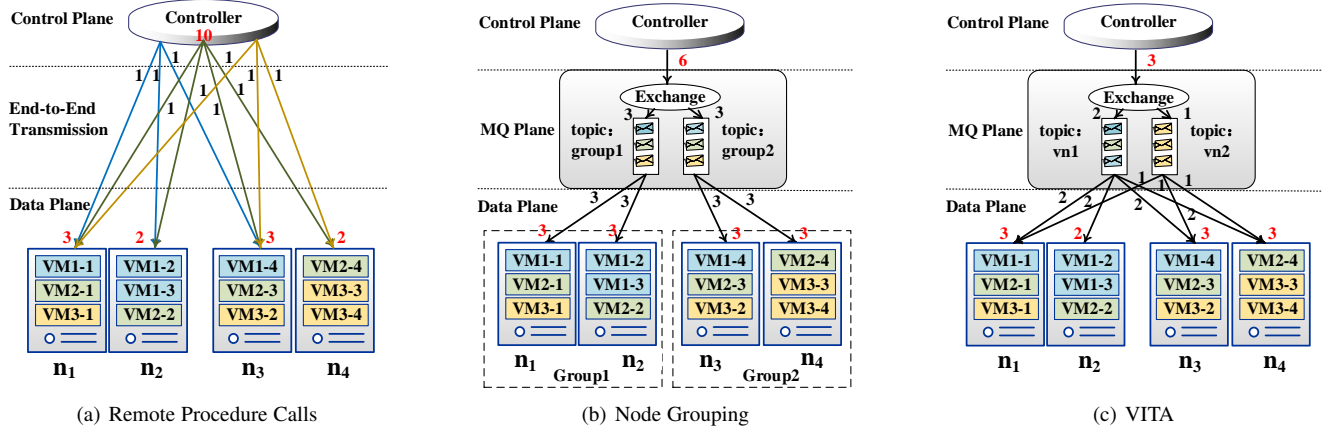 Control Plane
Controller
10
1 1 1 1
1 1 1 1
1 1
End-to-End
Transmission
Data Plane
3 2 3 2
VM1-1 VM1-2 VM1-4 VM2-4
VM2-1 VM1-3 VM2-3 VM3-3
VM3-1 VM2-2 VM3-2 VM3-4
n1 n2 n3 n4
(a) Remote Procedure Calls
Control Plane
Controller
6
Exchange
3 3
MQ Plane
topic:
group1
topic:
group2
3 3 3 3
Data Plane
3 3 3 3
VM1-1 VM1-2 VM1-4 VM2-4
VM2-1 VM1-3 VM2-3 VM3-3
VM3-1 VM2-2 VM3-2 VM3-4
n1 n2 n3 n4
Group1 Group2
(b) Node Grouping
Control Plane
Controller
3
Exchange
2 1
MQ Plane
topic:
vn1
topic:
vn2
1 1
2 2 2 1 2
Data Plane
3 2 3 3
VM1-1 VM1-2 VM1-4 VM2-4
VM2-1 VM1-3 VM2-3 VM3-3
VM3-1 VM2-2 VM3-2 VM3-4
n1 n2 n3 n4
(c) VITA